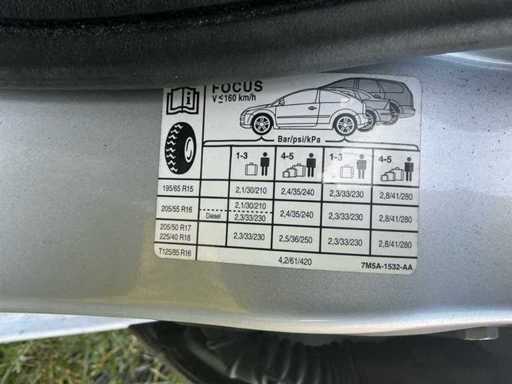 FOCUS
V ≤160 km/h
Bar/psi/kPa
1-3 4-5 1-3 4-5
195/65 R15 2,1/30/210 2,4/35/240 2,3/33/230 2,8/41/280
205/55 R16 2,1/30/210 2,4/35/240 2,3/33/230 2,8/41/280
Diesel 2,3/33/230
205/50 R17
225/40 R18 2,3/33/230 2,5/36/250 2,3/33/230 2,8/41/280
T125/85 R16 4,2/61/420
7M5A-1532-AA